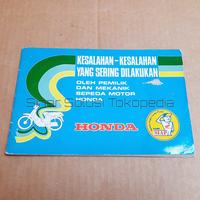 KESALAHAN-KESALAHAN
YANG SERING DILAKUKAN
OLEH PEMILIK
DAN MEKANIK
SEPEDA MOTOR
HONDA
HONDA